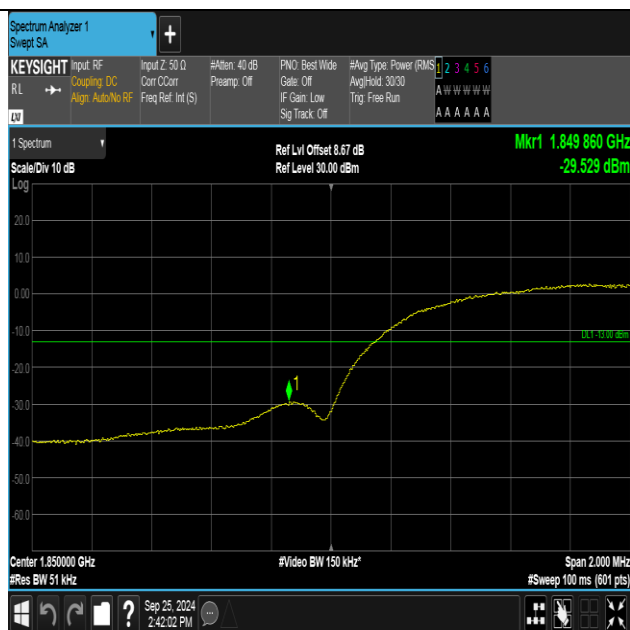 Spectrum Analyzer 1
Swept SA
+
KEYSIGHT Input: RF Input Z: 50 Ω #Atten: 40 dB PNO: Best Wide #Avg Type: Power (RMS 1 2 3 4 5 6
RL Coupling: DC Corr CCorr Preamp: Off Gate: Off Avg|Hold: 30/30 A W W W W W
Align: Auto/No RF Freq Ref: Int (S) IF Gain: Low Trig: Free Run
LXI Sig Track: Off A A A A A A
1 Spectrum
Ref Lvl Offset 8.67 dB Mkr1 1.849 860 GHz
Scale/Div 10 dB Ref Level 30.00 dBm -29.529 dBm
Log
20.0
10.0
0.00
-10.0
DL1 -13.00 dBm
-20.0
1
-30.0
-40.0
-50.0
-60.0
Center 1.850000 GHz #Video BW 150 kHz* Span 2.000 MHz
#Res BW 51 kHz #Sweep 100 ms (601 pts)
? Sep 25, 2024
2:42:02 PM